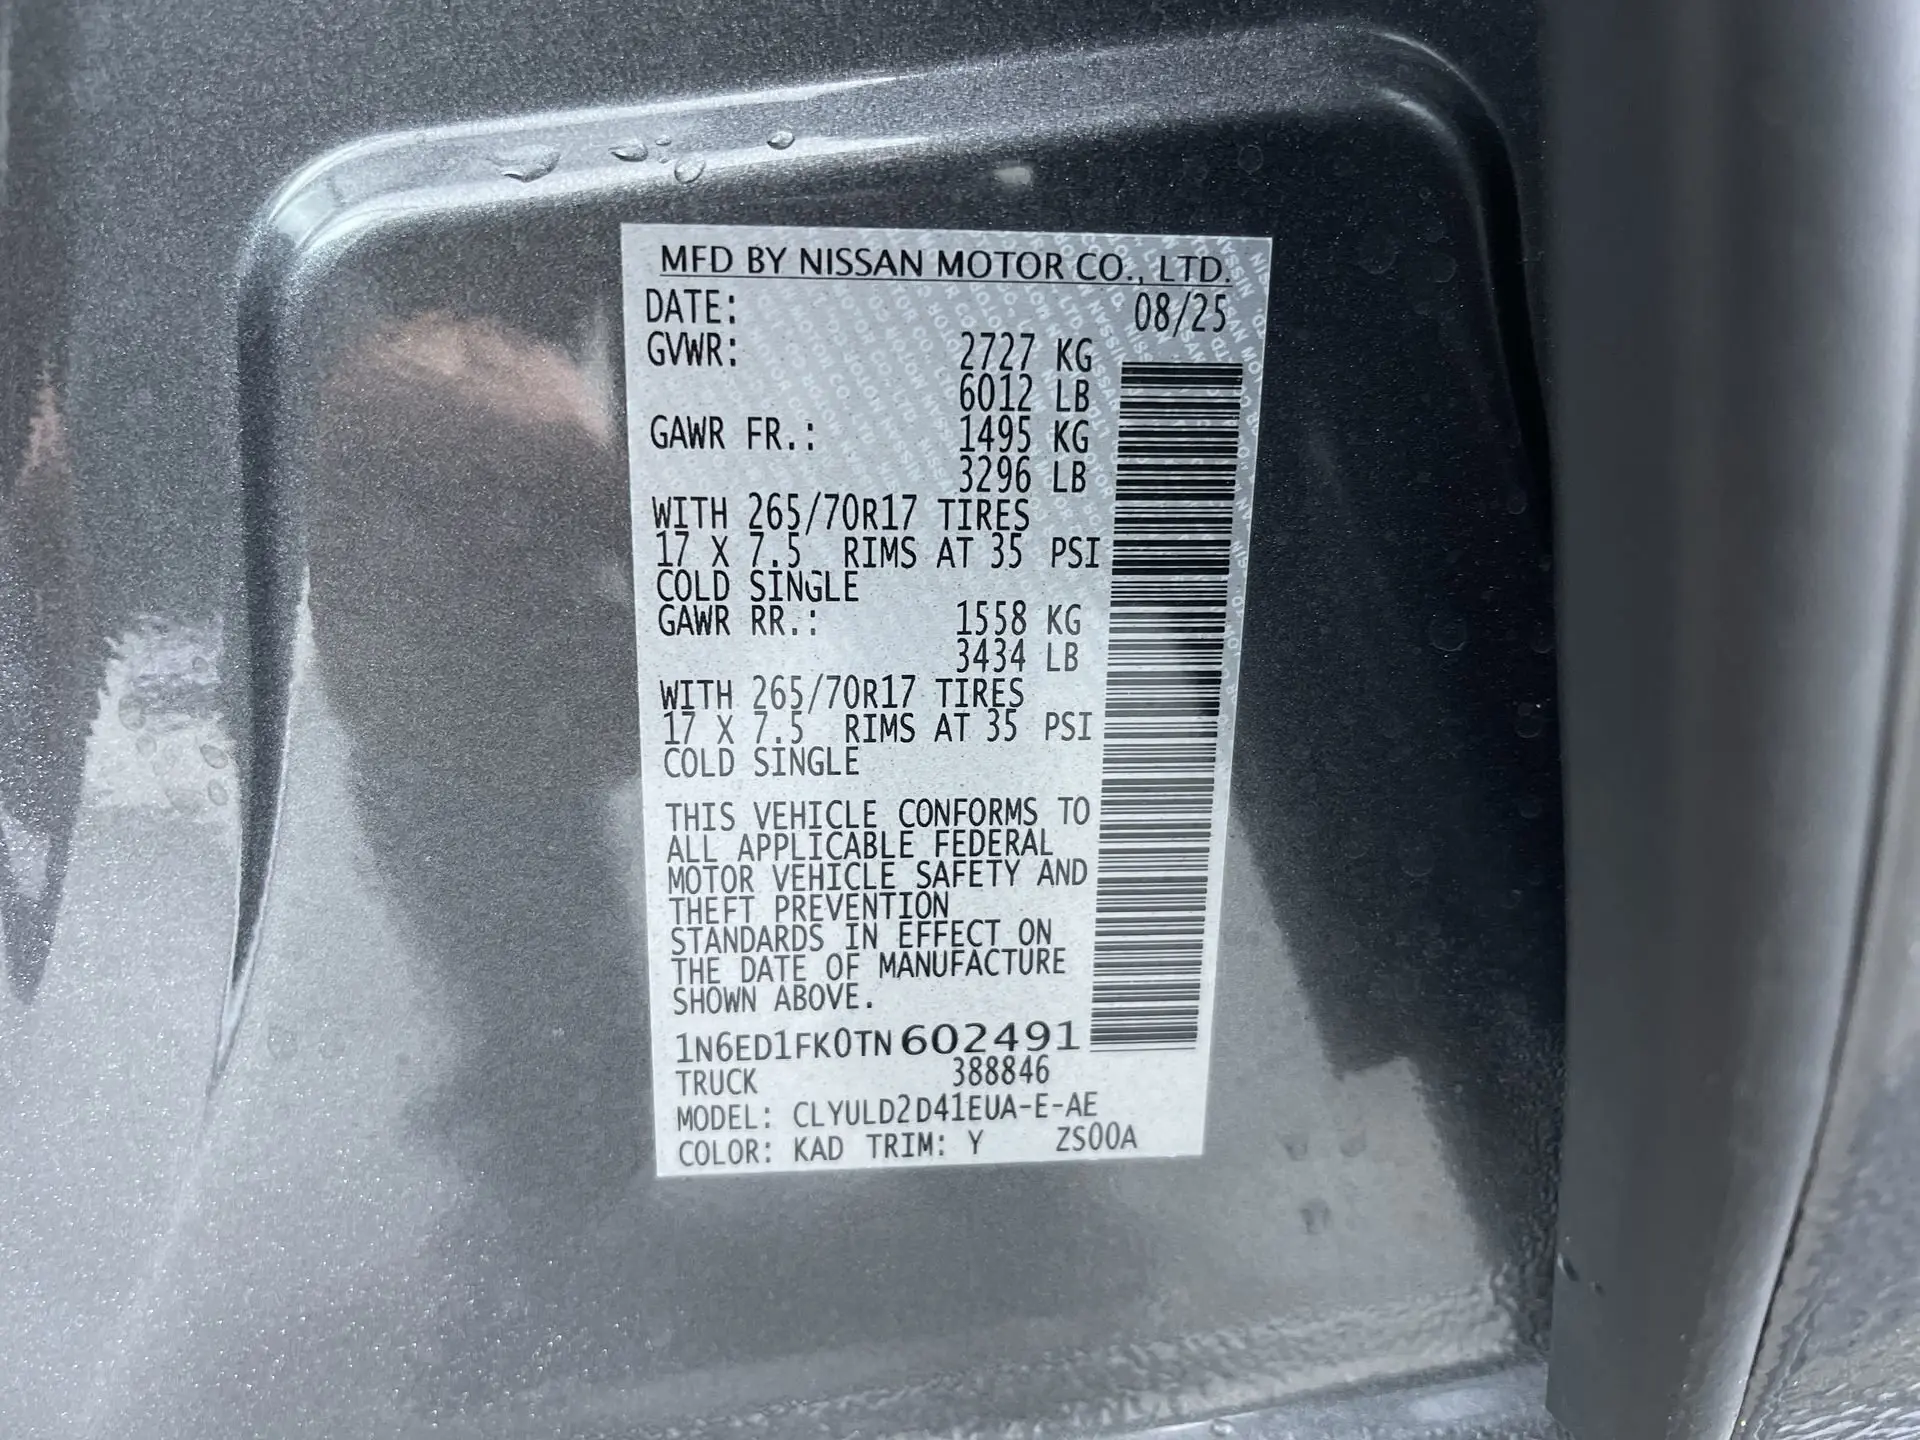 MFD BY NISSAN MOTOR CO., LTD.
DATE: 08/25
GVWR: 2727 KG
6012 LB
GAWR FR.: 1495 KG
3296 LB
WITH 265/70R17 TIRES
17 X 7.5 RIMS AT 35 PSI
COLD SINGLE
GAWR RR.: 1558 KG
3434 LB
WITH 265/70R17 TIRES
17 X 7.5 RIMS AT 35 PSI
COLD SINGLE
THIS VEHICLE CONFORMS TO
ALL APPLICABLE FEDERAL
MOTOR VEHICLE SAFETY AND
THEFT PREVENTION
STANDARDS IN EFFECT ON
THE DATE OF MANUFACTURE
SHOWN ABOVE.
1N6ED1FK0TN602491
TRUCK 388846
MODEL: CLYULD2D41EUA-E-AE
COLOR: KAD TRIM: Y ZS00A